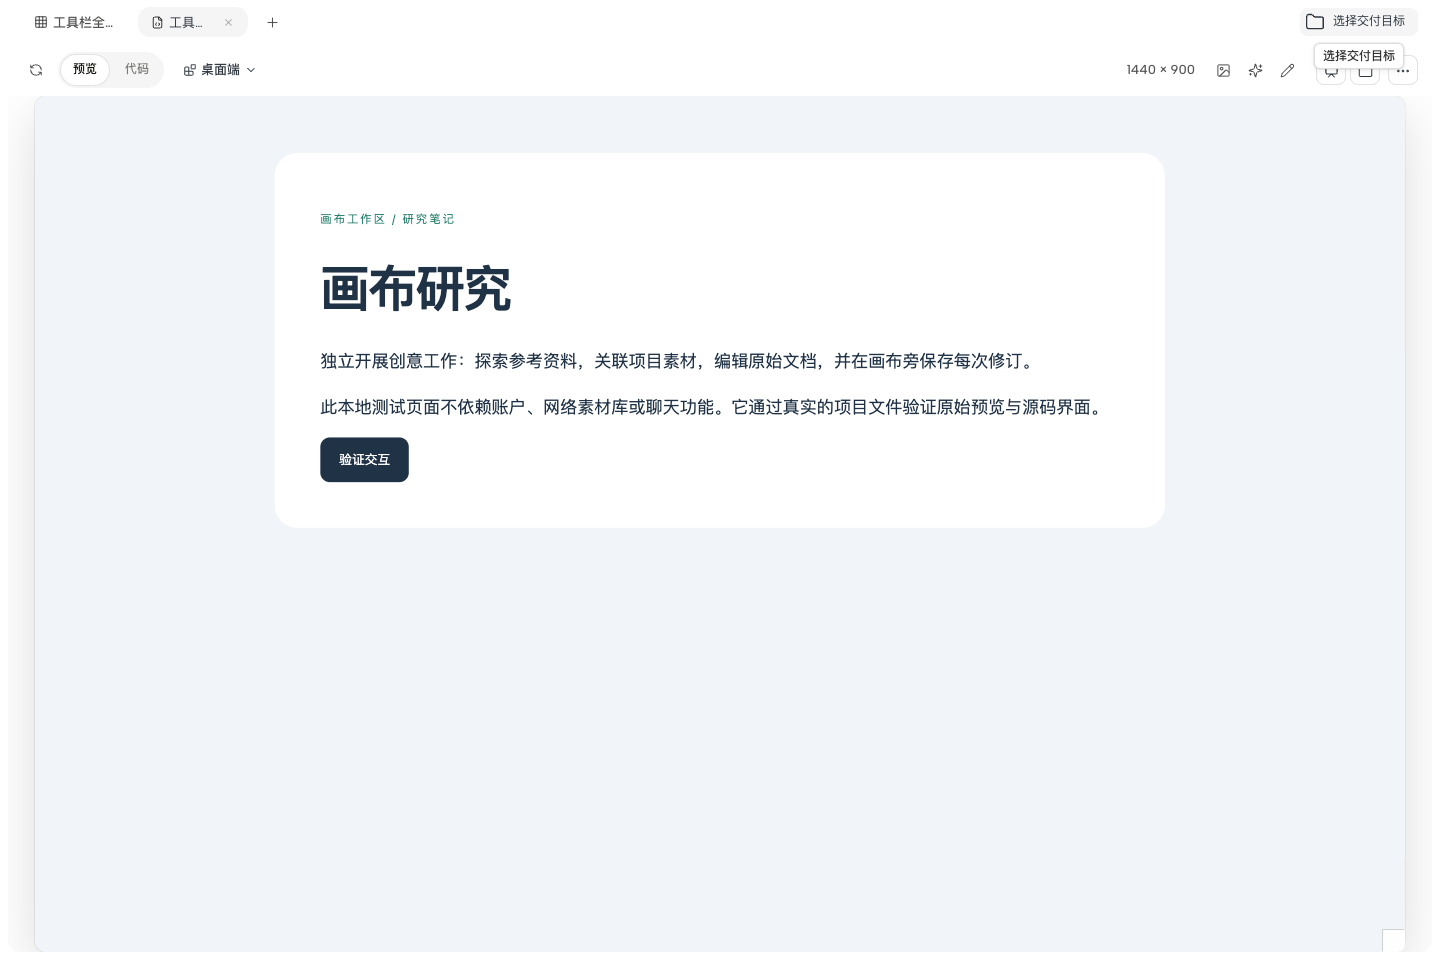 工具栏全...
工具...
选择交付目标
选择交付目标
预览
代码
桌面端
1440 × 900
画布工作区 / 研究笔记
画布研究
独立开展创意工作：探索参考资料，关联项目素材，编辑原始文档，并在画布旁保存每次修订。
此本地测试页面不依赖账户、网络素材库或聊天功能。它通过真实的项目文件验证原始预览与源码界面。
验证交互